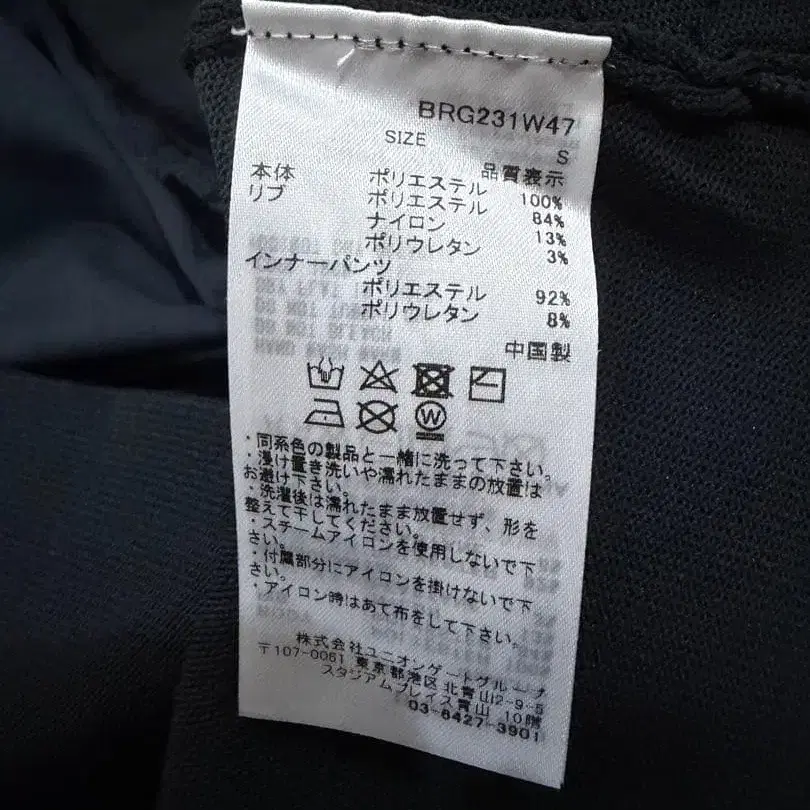 BRG231W47
SIZE S
品質表示
本体 ポリエステル 100%
リブ ポリエステル 84%
ナイロン 13%
ポリウレタン 3%
インナーパンツ
ポリエステル 92%
ポリウレタン 8%
中国製
W
・同系色の製品と一緒に洗って下さい。
・浸け置き洗いや濡れたままの放置は
お避け下さい。
・洗濯後は濡れたまま放置せず、形を
整えて干してください。
・スチームアイロンを使用しないで下
さい。
・付属部分にアイロンを掛けないで下
さい。
・アイロン時はあて布をして下さい。
株式会社ユニオンゲートグループ
〒107-0061 東京都港区 北青山2-9-5
スタジアムプレイス青山 10階
03-6427-3901